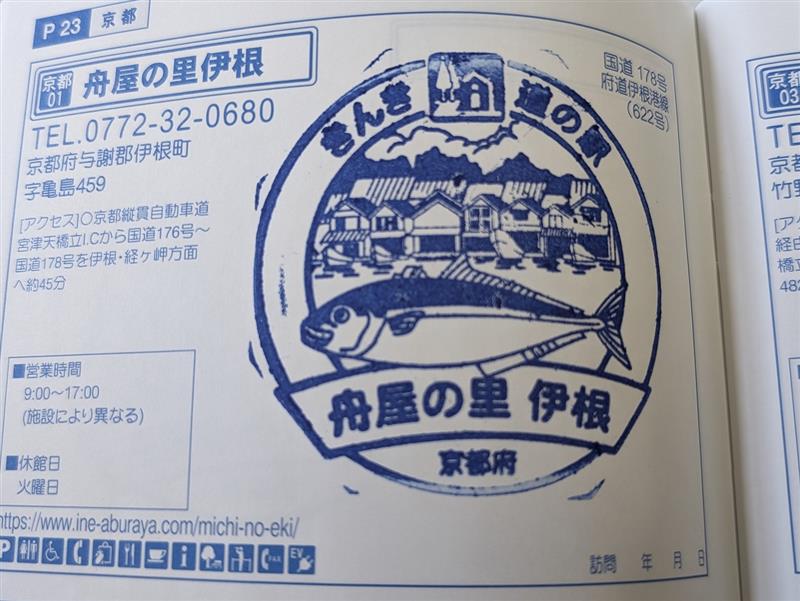 P 23 京都
京都 01 舟屋の里伊根
TEL.0772-32-0680
京都府与謝郡伊根町
字亀島459
[アクセス]○京都縦貫自動車道
宮津天橋立I.Cから国道176号〜
国道178号を伊根・経ヶ岬方面
へ約45分
■営業時間
9:00〜17:00
(施設により異なる)
■休館日
火曜日
https://www.ine-aburaya.com/michi-no-eki/
P
i
FAX
EV
国道 178号
府道伊根港線
(622号)
きんき 道の駅
舟屋の里 伊根
京都府
訪問 年 月 日
京都 03
TE
京都
竹野
[ア
経由
橋立
482